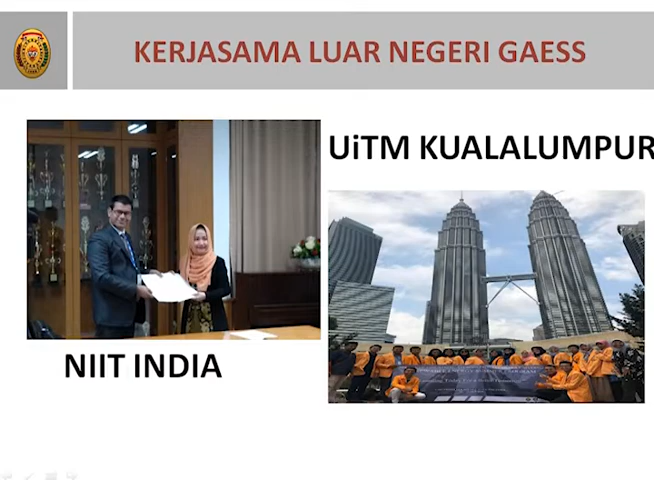 KERJASAMA LUAR NEGERI GAESS
UiTM KUALALUMPUR
NIIT INDIA